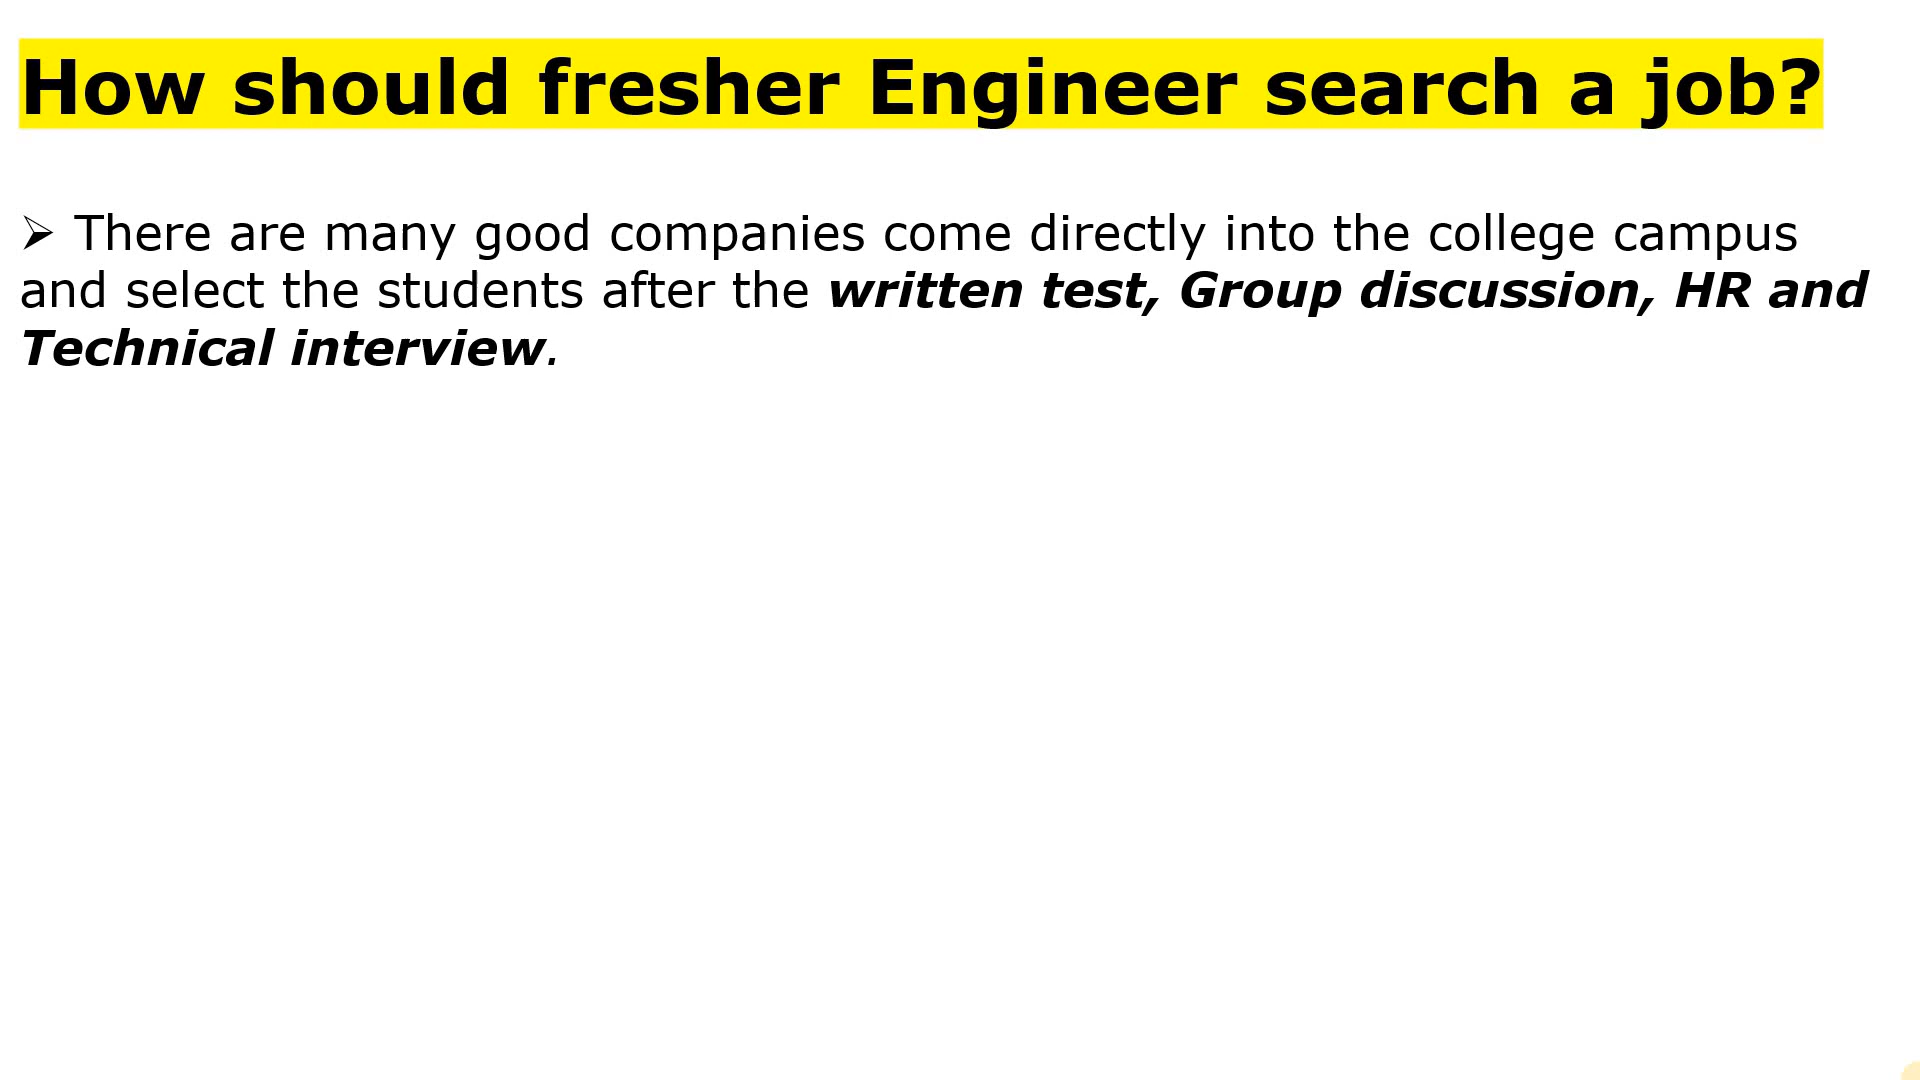 How should fresher Engineer search a job?
➢ There are many good companies come directly into the college campus
and select the students after the written test, Group discussion, HR and
Technical interview.